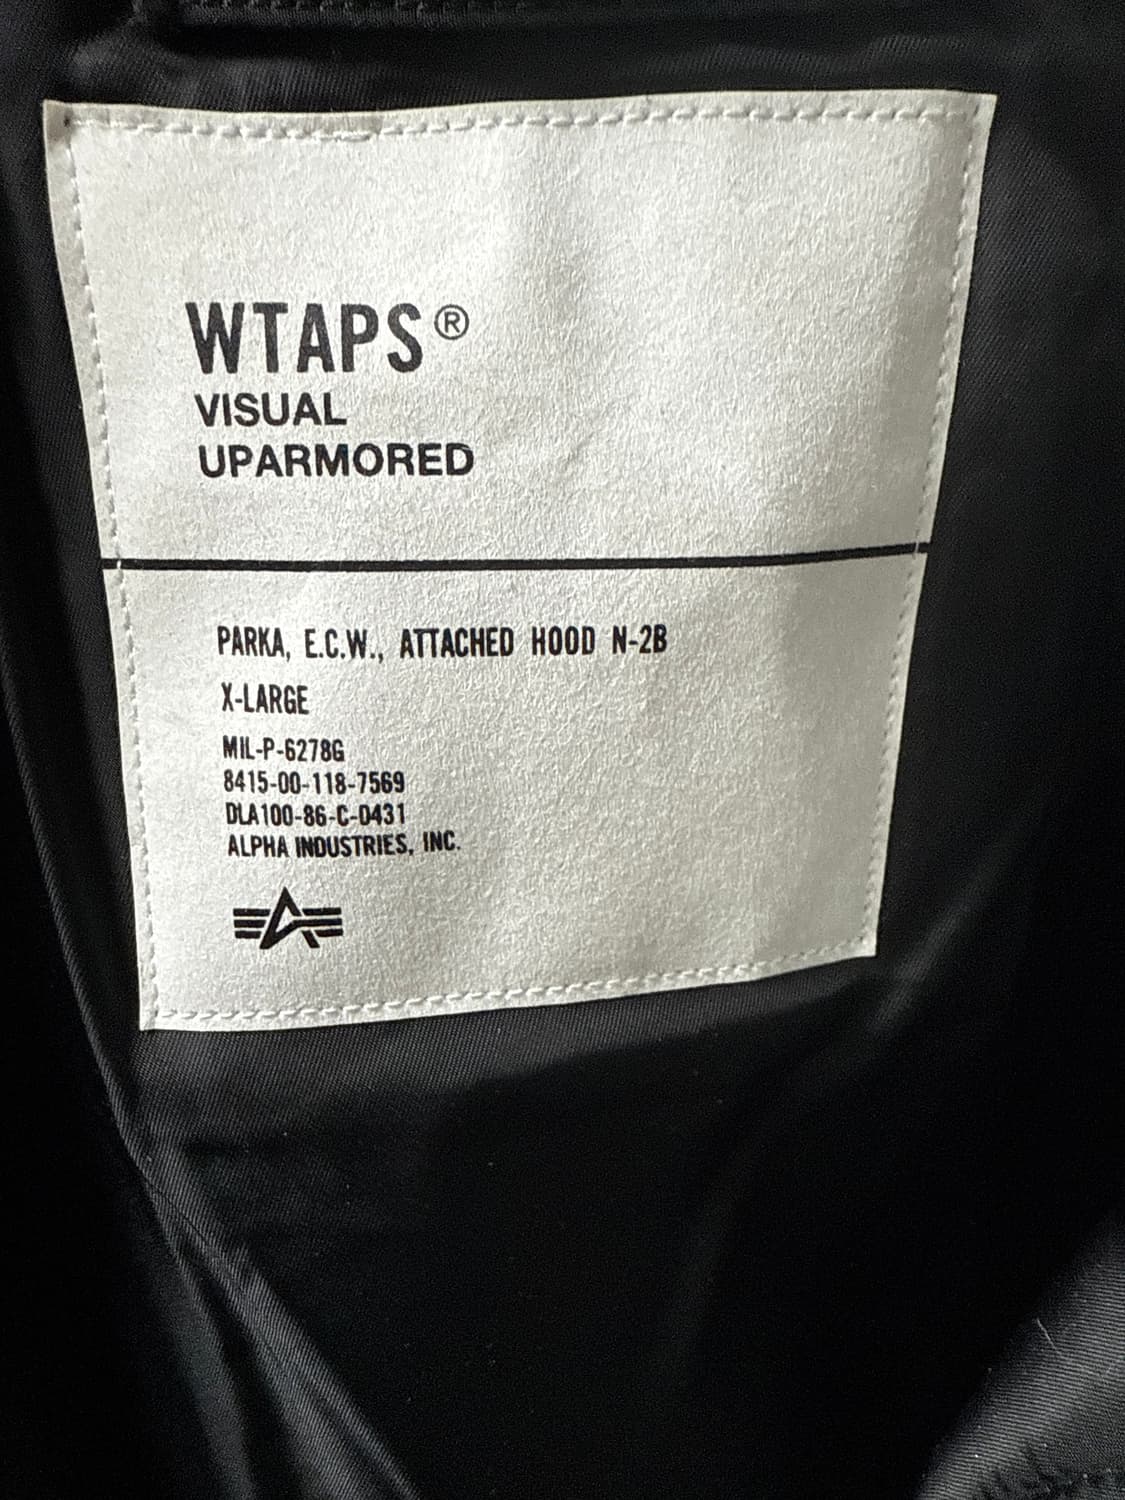 WTAPS®
VISUAL
UPARMORED
PARKA, E.C.W., ATTACHED HOOD N-2B
X-LARGE
MIL-P-6278G
8415-00-118-7569
DLA100-86-C-0431
ALPHA INDUSTRIES, INC.